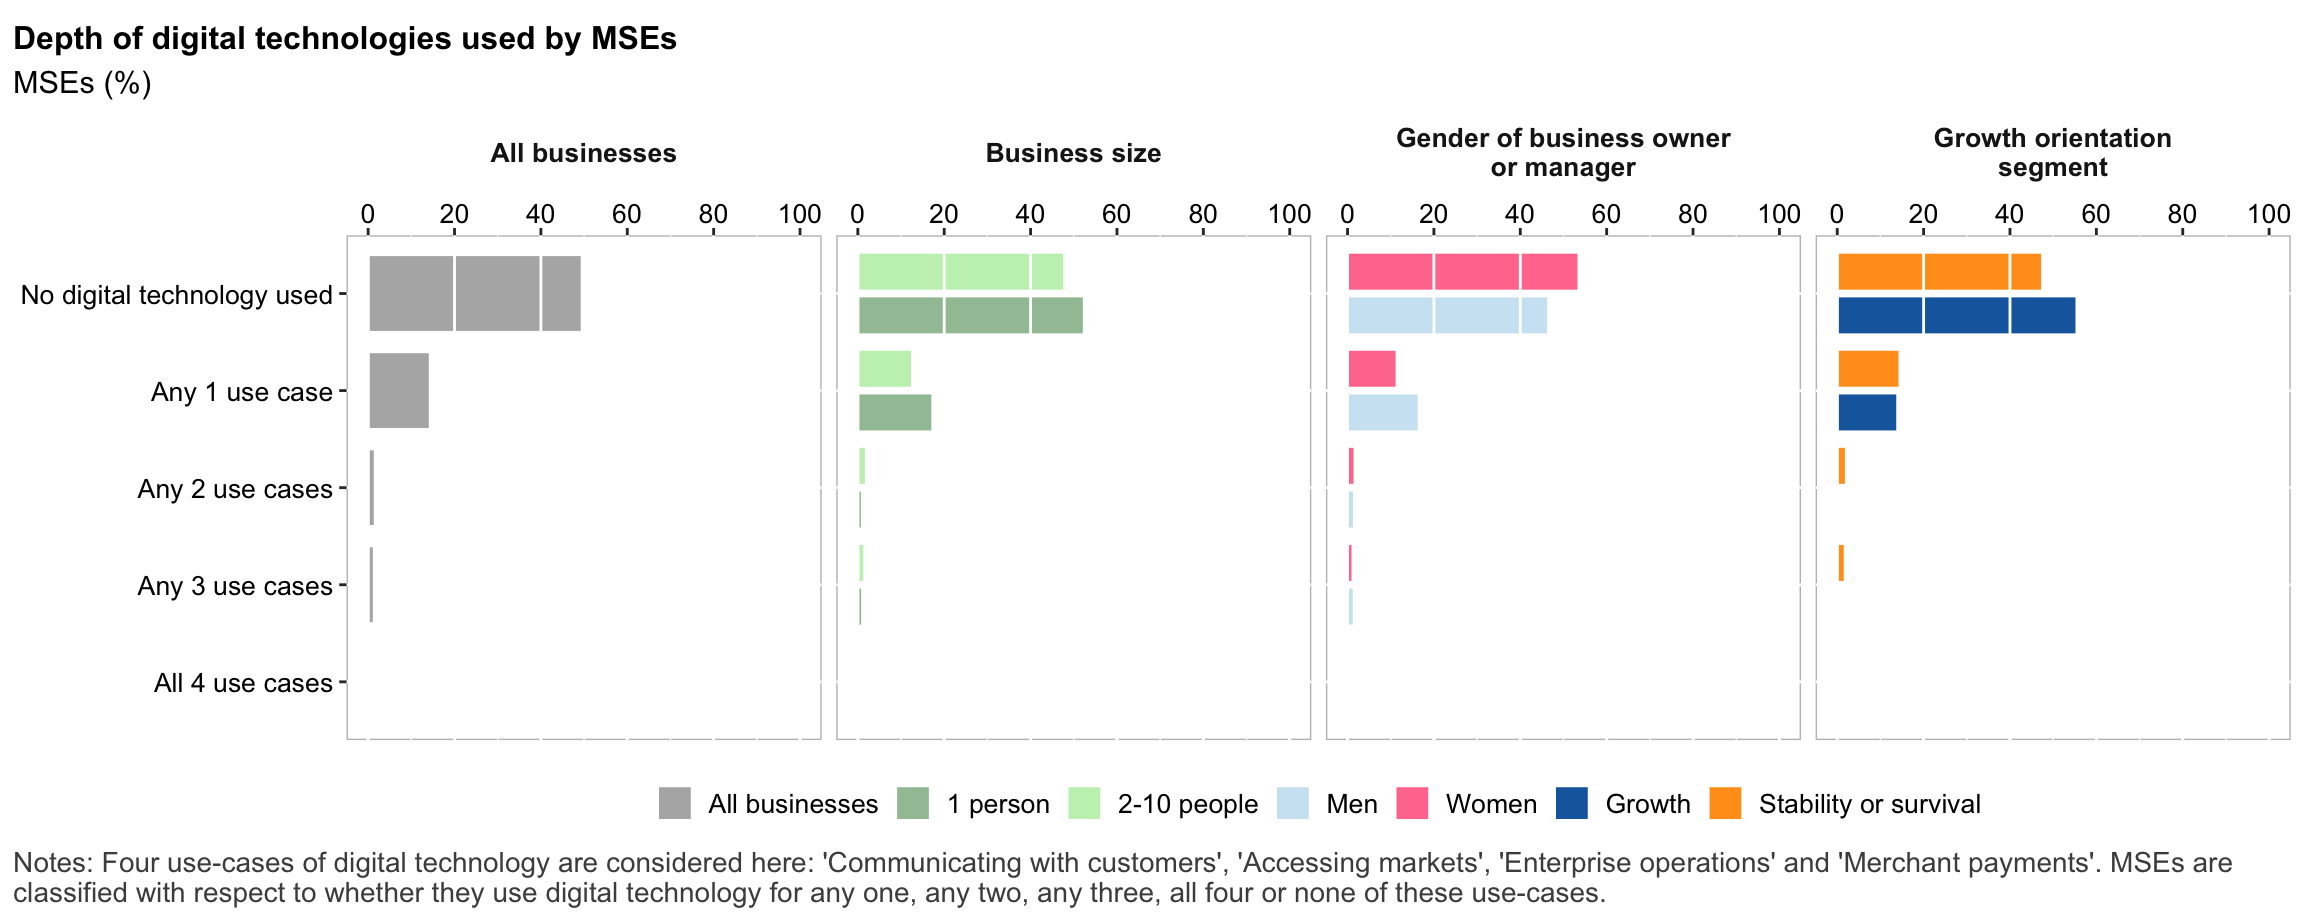 Depth of digital technologies used by MSEs
MSEs (%)
All businesses
Business size
Gender of business owner
or manager
Growth orientation
segment
0 20 40 60 80 100
0 20 40 60 80 100
0 20 40 60 80 100
0 20 40 60 80 100
No digital technology used
Any 1 use case
Any 2 use cases
Any 3 use cases
All 4 use cases
All businesses
1 person
2-10 people
Men
Women
Growth
Stability or survival
Notes: Four use-cases of digital technology are considered here: 'Communicating with customers', 'Accessing markets', 'Enterprise operations' and 'Merchant payments'. MSEs are
classified with respect to whether they use digital technology for any one, any two, any three, all four or none of these use-cases.